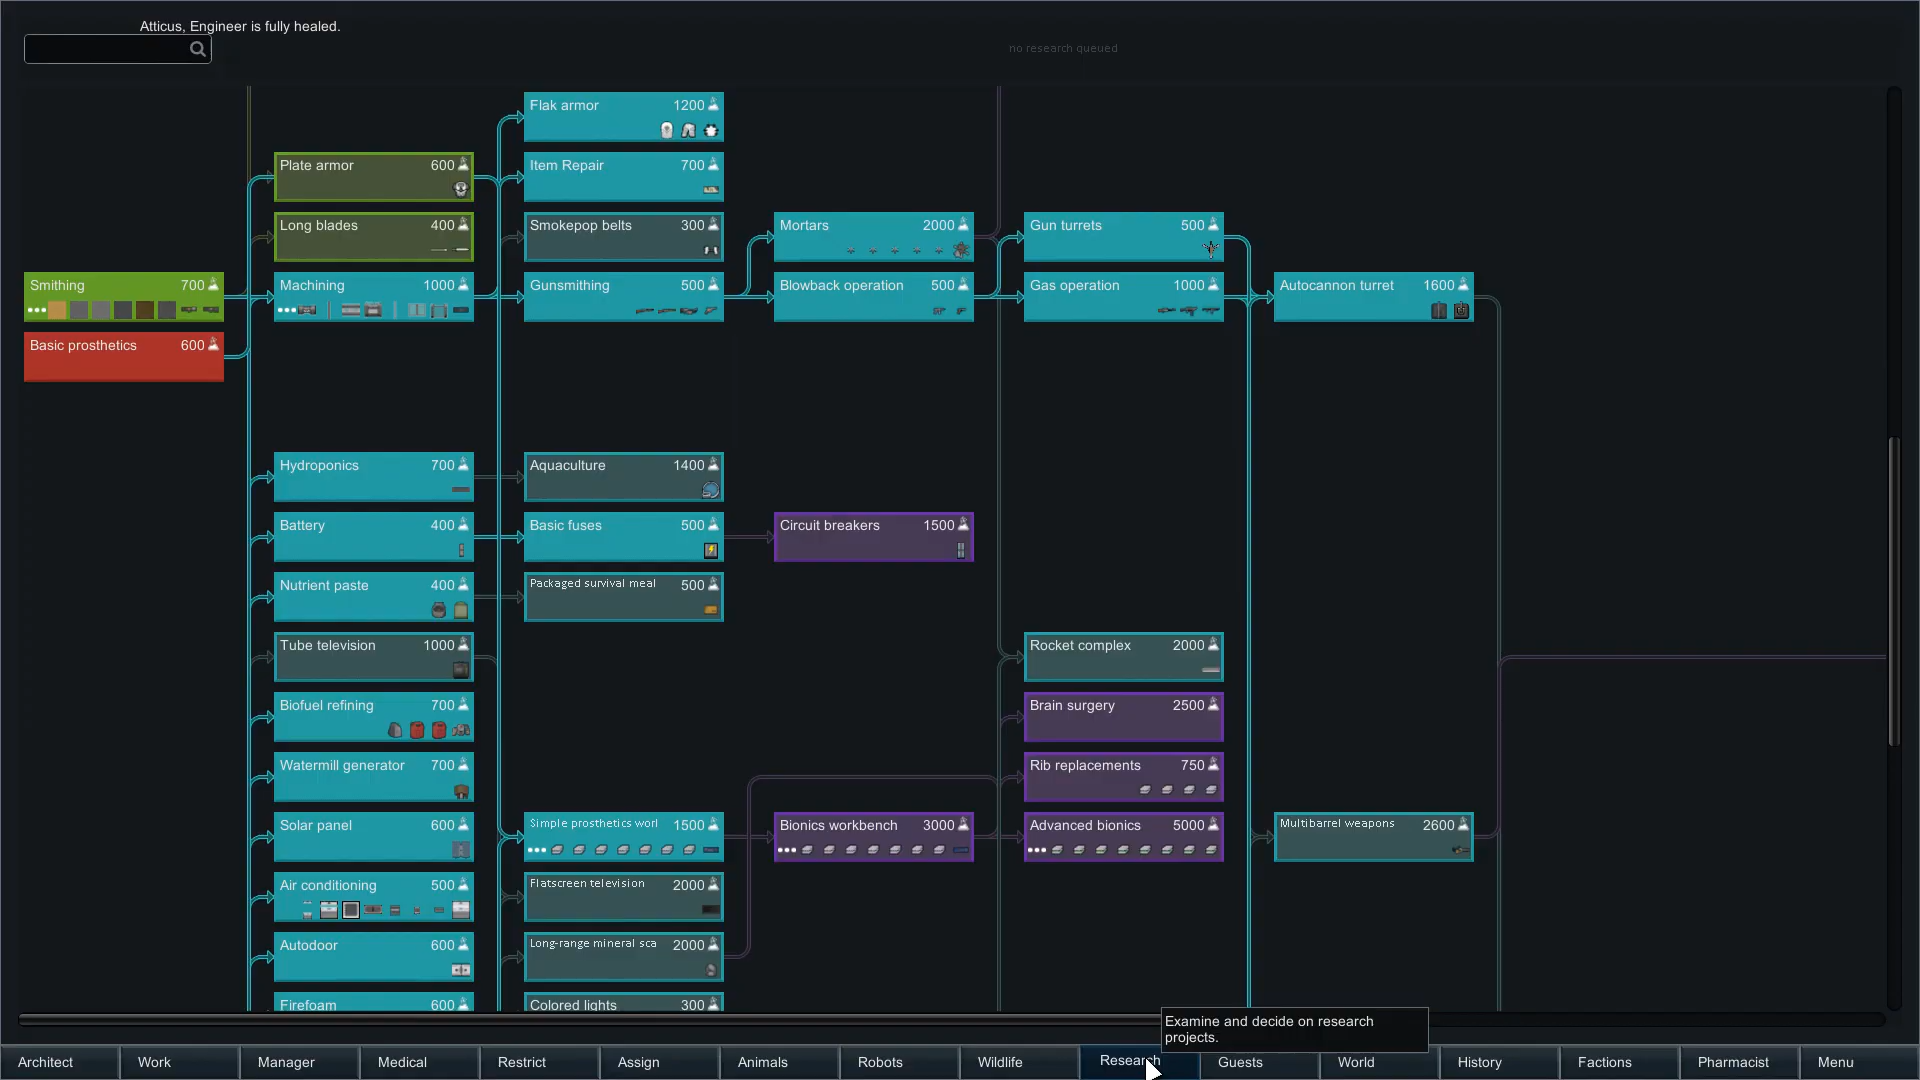 Atticus, Engineer is fully healed.
no research queued
Flak armor 1200
Plate armor 600
Item Repair 700
Long blades 400
Smokepop belts 300
Mortars 2000
Gun turrets 500
Smithing 700
Machining 1000
Gunsmithing 500
Blowback operation 500
Gas operation 1000
Autocannon turret 1600
Basic prosthetics 600
Hydroponics 700
Aquaculture 1400
Battery 400
Basic fuses 500
Circuit breakers 1500
Nutrient paste 400
Packaged survival meal 500
Tube television 1000
Rocket complex 2000
Biofuel refining 700
Brain surgery 2500
Watermill generator 700
Rib replacements 750
Solar panel 600
Simple prosthetics worl 1500
Bionics workbench 3000
Advanced bionics 5000
Multibarrel weapons 2600
Air conditioning 500
Flatscreen television 2000
Autodoor 600
Long-range mineral sca 2000
Firefoam 600
Colored lights 300
Examine and decide on research
projects.
Architect Work Manager Medical Restrict Assign Animals Robots Wildlife Research Guests World History Factions Pharmacist Menu